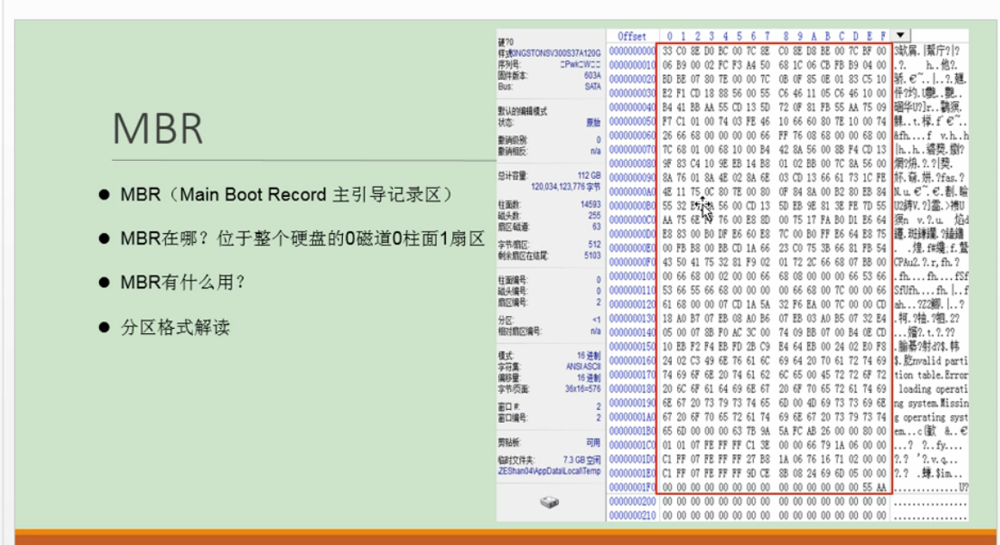 MBR
● MBR（Main Boot Record 主引导记录区）
● MBR在哪？位于整个硬盘的0磁道0柱面1扇区
● MBR有什么用？
● 分区格式解读
硬?0
序列号:
固件版本: 603A
Bus: SATA
默认的编辑模式
状态: 原始
撤销级别: 0
撤销相反: n/a
总计容量: 112 GB
120,034,123,776 字节
柱面数: 14593
磁头数: 255
扇区/磁道: 63
字节/扇区: 512
剩余扇区在结尾: 5103
柱面编号: 0
磁头编号: 0
扇区编号: 2
分区: <1
相对扇区编号: n/a
模式: 16 进制
字符集: ANSI ASCII
偏移量: 16 进制
字节/页面: 36x16=576
窗口 #: 2
窗口编号: 2
剪贴板: 可用
临时文件夹: 7.3 GB 空闲
ZEShan04\AppData\Local\Temp
Offset 0 1 2 3 4 5 6 7 8 9 A B C D E F
0000000000 33 C0 8E D0 BC 00 7C 8E C0 8E D8 BE 00 7C BF 00
0000000010 06 B9 00 02 FC F3 A4 50 68 1C 06 CB FB B9 04 00
0000000020 BD BE 07 80 7E 00 00 7C 0B 0F 85 0E 01 83 C5 10
0000000030 E2 F1 CD 18 88 56 00 55 C6 46 11 05 C6 46 10 00
0000000040 B4 41 BB AA 55 CD 13 5D 72 0F 81 FB 55 AA 75 09
0000000050 F7 C1 01 00 74 03 FE 46 10 66 60 80 7E 10 00 74
0000000060 26 66 68 00 00 00 00 66 FF 76 08 68 00 00 68 00
0000000070 7C 68 01 00 68 10 00 B4 42 8A 56 00 8B F4 CD 13
0000000080 9F 83 C4 10 9E EB 14 B8 01 02 BB 00 7C 8A 56 00
0000000090 8A 76 01 8A 4E 02 8A 6E 03 CD 13 66 61 73 1C FE
00000000A0 4E 11 75 0C 80 7E 00 80 0F 84 8A 00 B2 80 EB 84
00000000B0 55 32 56 00 CD 13 5D EB 9E 81 3E FE 7D 55
00000000C0 AA 75 6E 76 00 E8 8D 00 75 17 FA B0 D1 E6 64
00000000D0 E8 83 00 B0 DF E6 60 E8 7C 00 B0 FF E6 64 E8 75
00000000E0 00 FB B8 00 BB CD 1A 66 23 C0 75 3B 66 81 FB 54
00000000F0 43 50 41 75 32 81 F9 02 01 72 2C 66 68 07 BB 00
0000000100 00 66 68 00 02 00 00 66 68 08 00 00 00 66 53 66
0000000110 53 66 55 66 68 00 00 00 00 66 68 00 7C 00 00 66
0000000120 61 68 00 00 07 CD 1A 5A 32 F6 EA 00 7C 00 00 CD
0000000130 18 A0 B7 07 EB 08 A0 B6 07 EB 03 A0 B5 07 32 E4
0000000140 05 00 07 8B F0 AC 3C 00 74 09 BB 07 00 B4 0E CD
0000000150 10 EB F2 F4 EB FD 2B C9 E4 64 EB 00 24 02 E0 F8
0000000160 24 02 C3 49 6E 76 61 6C 69 64 20 70 61 72 74 69 nvalid parti
0000000170 74 69 6F 6E 20 74 61 62 6C 65 00 45 72 72 6F 72 tion table.Error
0000000180 20 6C 6F 61 64 69 6E 67 20 6F 70 65 72 61 74 69 loading operati
0000000190 6E 67 20 73 79 73 74 65 6D 00 4D 69 73 73 69 6E ng system.Missin
00000001A0 67 20 6F 70 65 72 61 74 69 6E 67 20 73 79 73 74 g operating syst
00000001B0 65 6D 00 00 00 63 7B 9A 5A FC AB 26 00 00 80 00
00000001C0 01 01 07 FE FF FF C1 3E 00 00 66 79 1A 06 00 00
00000001D0 C1 FF 07 FE FF FF 27 B8 1A 06 76 16 71 02 00 00
00000001E0 C1 FF 07 FE FF FF 9D CE 8B 08 24 69 6D 05 00 00
00000001F0 00 00 00 00 00 00 00 00 00 00 00 00 00 00 55 AA
0000000200 00 00 00 00 00 00 00 00 00 00 00 00 00 00 00 00
0000000210 00 00 00 00 00 00 00 00 00 00 00 00 00 00 00 00